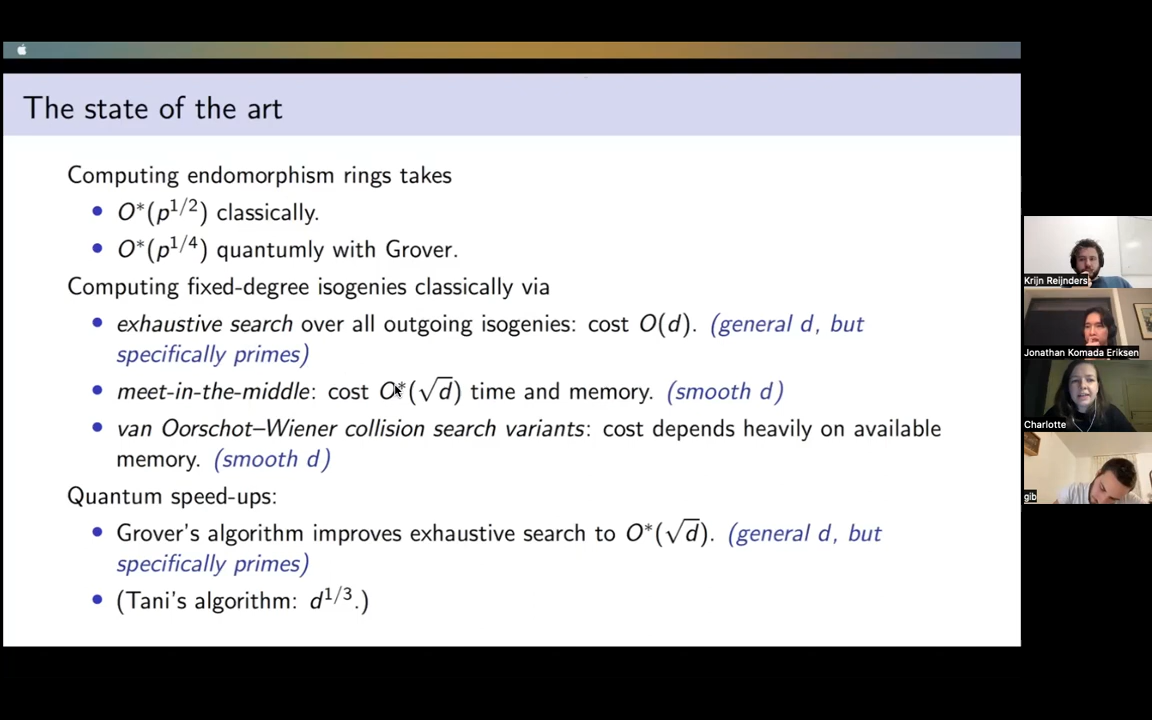 The state of the art
Computing endomorphism rings takes
• O*(p^{1/2}) classically.
• O*(p^{1/4}) quantumly with Grover.
Computing fixed-degree isogenies classically via
• exhaustive search over all outgoing isogenies: cost O(d). (general d, but
specifically primes)
• meet-in-the-middle: cost O*(√d) time and memory. (smooth d)
• van Oorschot–Wiener collision search variants: cost depends heavily on available
memory. (smooth d)
Quantum speed-ups:
• Grover's algorithm improves exhaustive search to O*(√d). (general d, but
specifically primes)
• (Tani's algorithm: d^{1/3}.)
Krijn Reijnders
Jonathan Komada Eriksen
Charlotte
gib